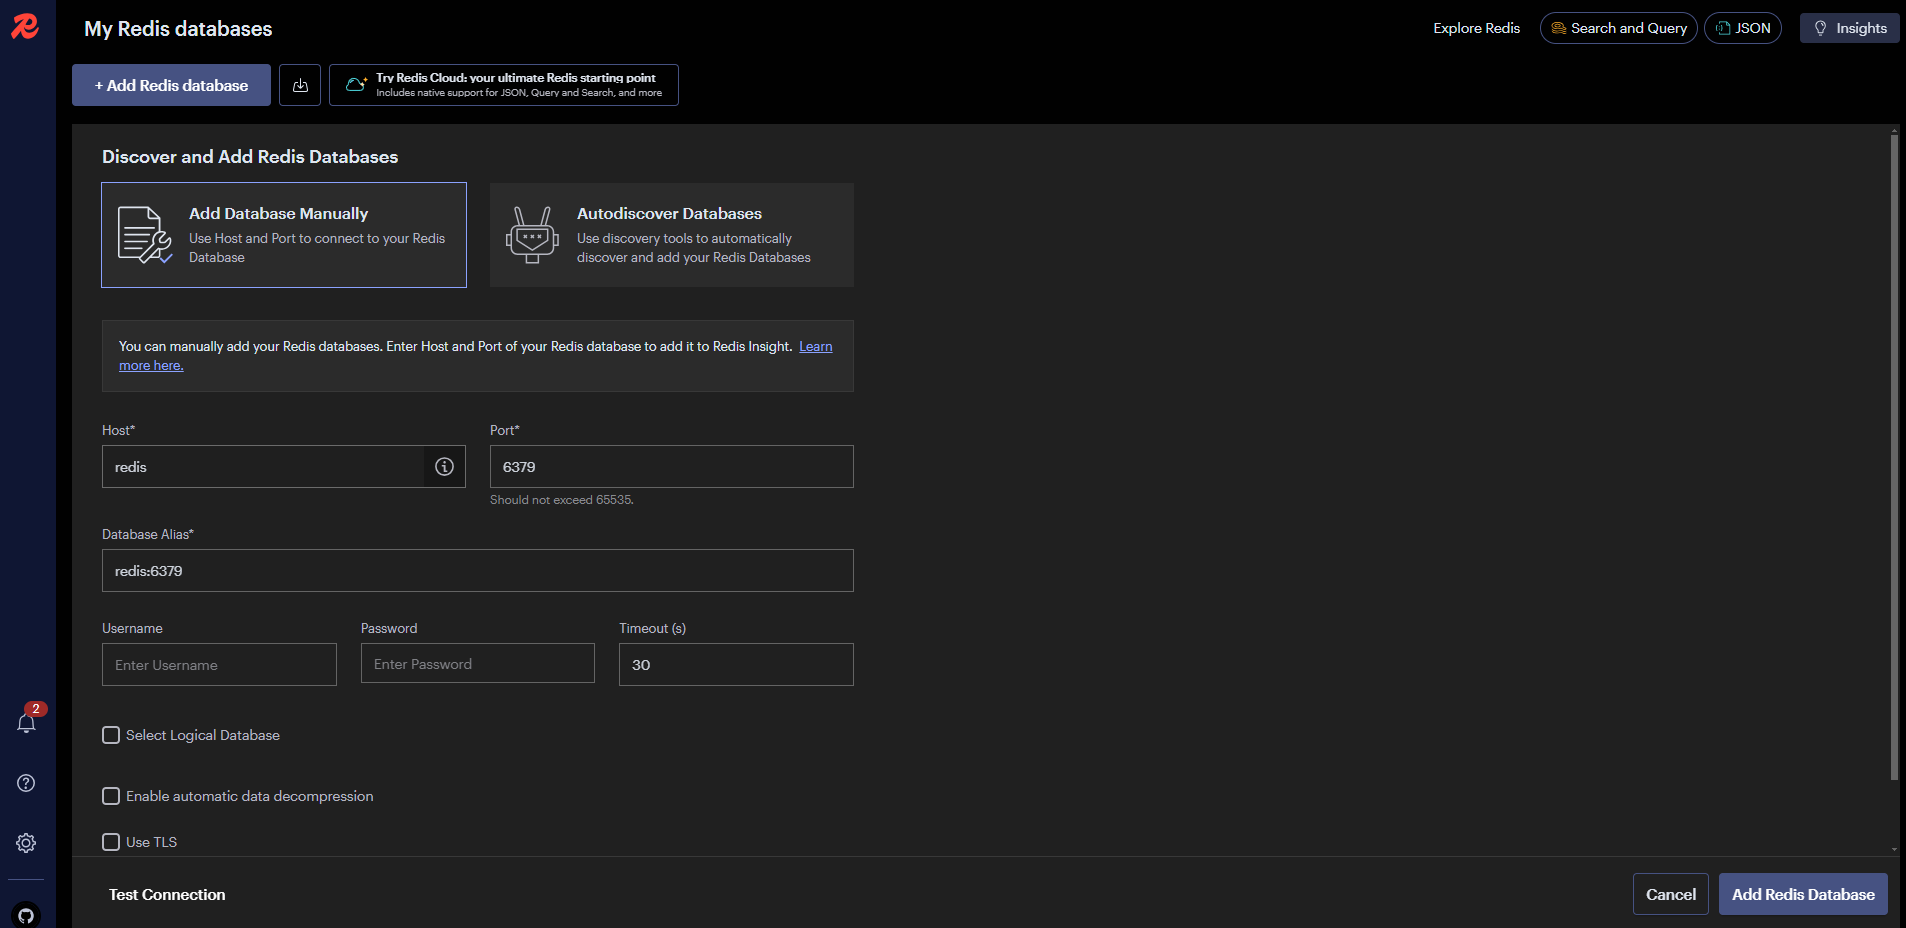 My Redis databases
Explore Redis
Search and Query
JSON
Insights
+ Add Redis database
Try Redis Cloud: your ultimate Redis starting point
Includes native support for JSON, Query and Search, and more
Discover and Add Redis Databases
Add Database Manually
Use Host and Port to connect to your Redis
Database
Autodiscover Databases
Use discovery tools to automatically
discover and add your Redis Databases
You can manually add your Redis databases. Enter Host and Port of your Redis database to add it to Redis Insight. Learn
more here.
Host*
redis
Port*
6379
Should not exceed 65535.
Database Alias*
redis:6379
Username
Enter Username
Password
Enter Password
Timeout (s)
30
Select Logical Database
Enable automatic data decompression
Use TLS
2
Test Connection
Cancel
Add Redis Database